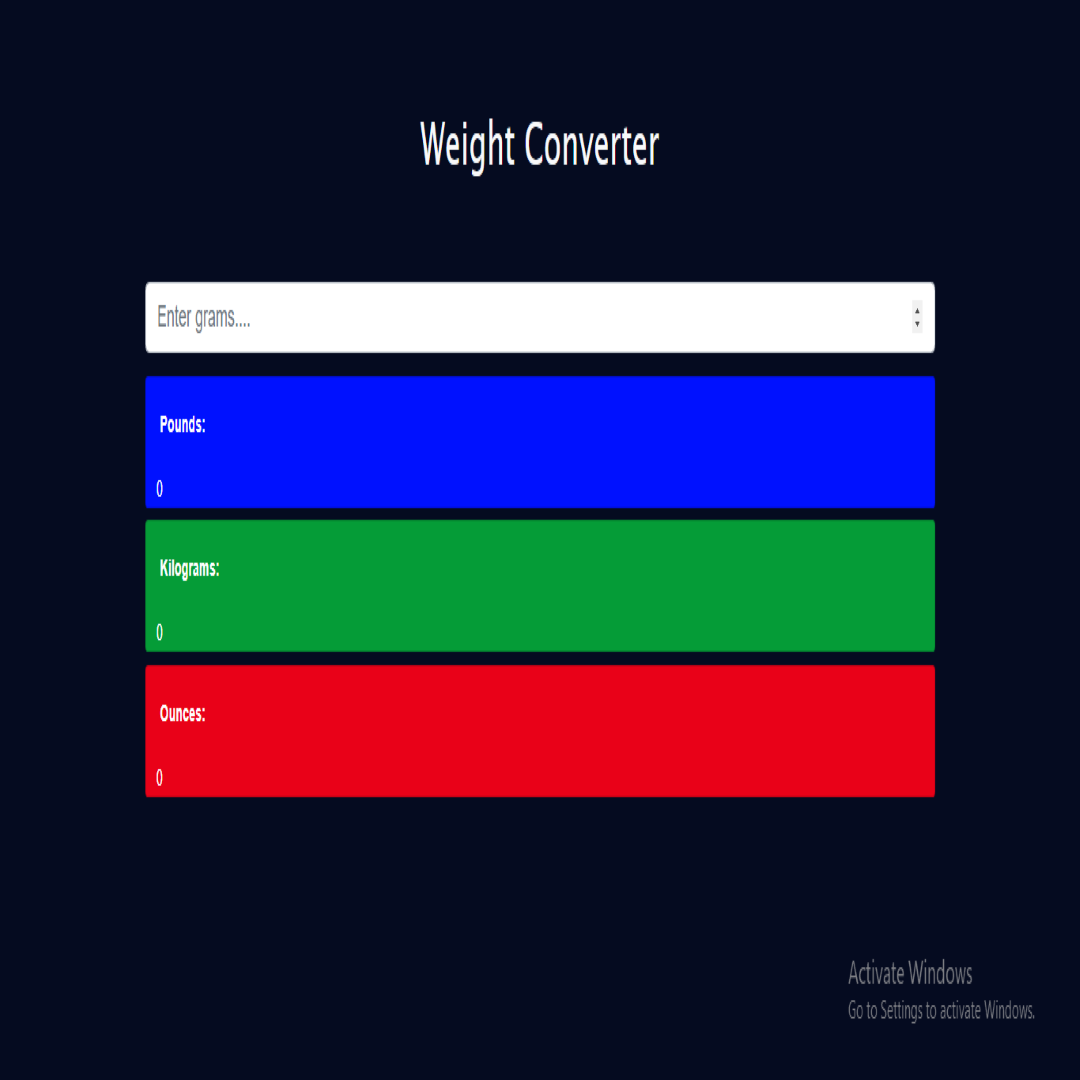 Weight Converter
Enter grams....
Pounds:
0
Kilograms:
0
Ounces:
0
Activate Windows
Go to Settings to activate Windows.